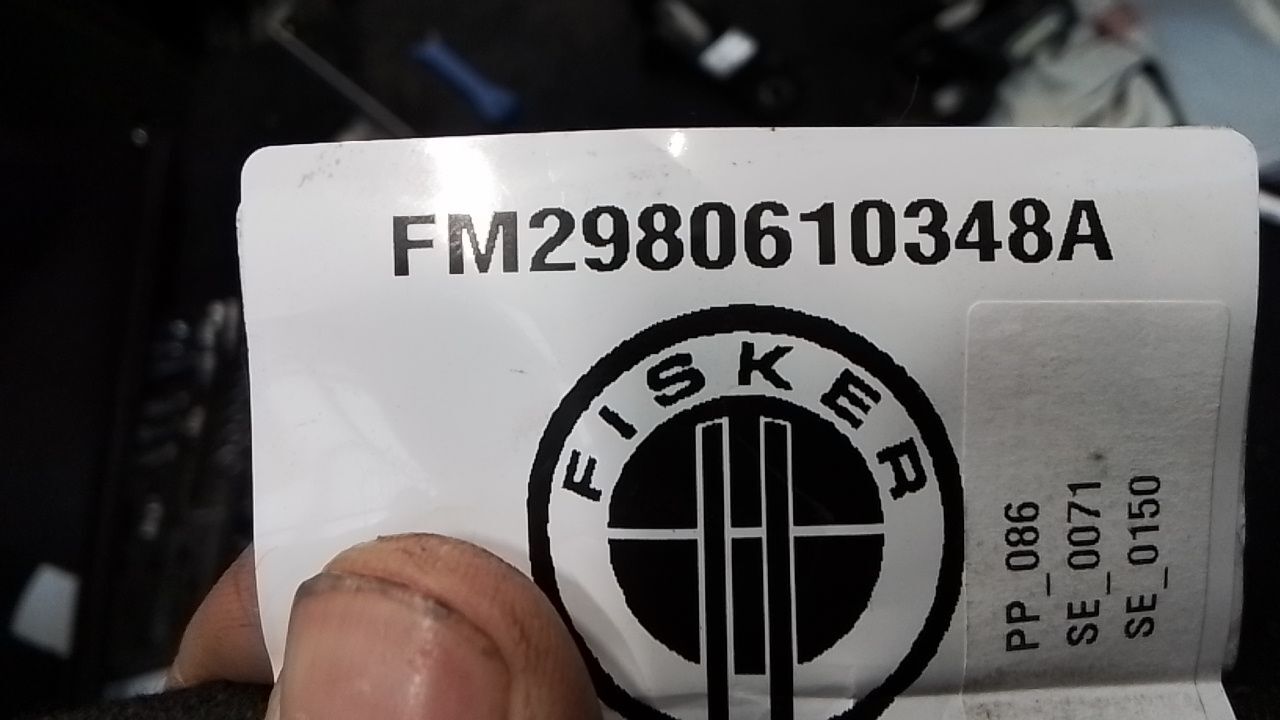 FM2980610348A
FISKER
PP_086
SE_0071
SE_0150